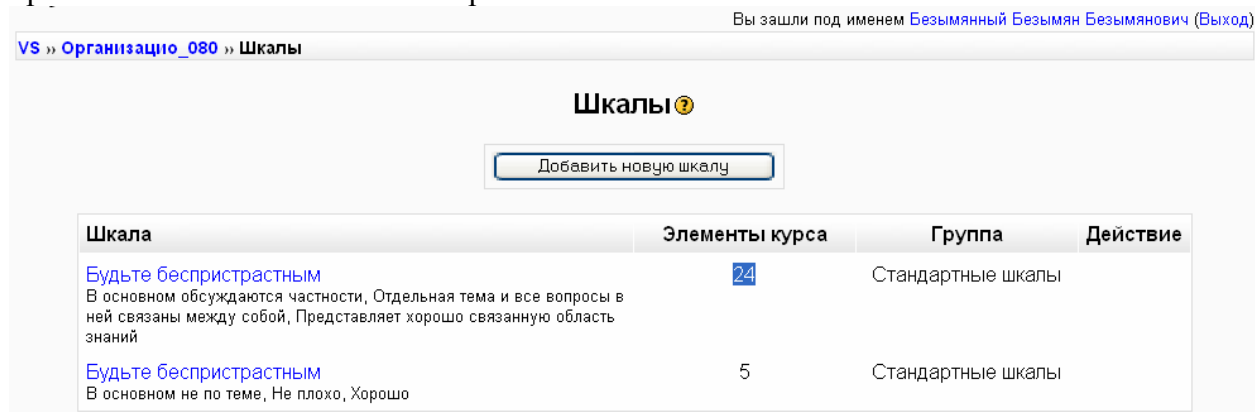 Вы зашли под именем Безымянный Безымян Безымянович (Выход)
VS » Организацио_080 » Шкалы
Шкалы
Добавить новую шкалу
Шкала Элементы курса Группа Действие
Будьте беспристрастным 24 Стандартные шкалы
В основном обсуждаются частности, Отдельная тема и все вопросы в
ней связаны между собой, Представляет хорошо связанную область
знаний
Будьте беспристрастным 5 Стандартные шкалы
В основном не по теме, Не плохо, Хорошо